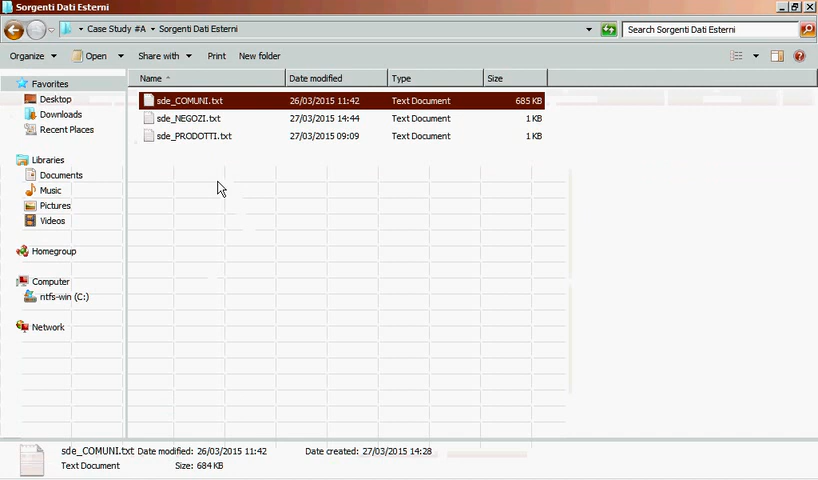 Sorgenti Dati Esterni
Case Study #A Sorgenti Dati Esterni Search Sorgenti Dati Esterni
Organize Open Share with Print New folder
Name Date modified Type Size
Favorites
Desktop
Downloads
Recent Places
Libraries
Documents
Music
Pictures
Videos
Homegroup
Computer
ntfs-win (C:)
Network
sde_COMUNI.txt 26/03/2015 11:42 Text Document 685 KB
sde_NEGOZI.txt 27/03/2015 14:44 Text Document 1 KB
sde_PRODOTTI.txt 27/03/2015 09:09 Text Document 1 KB
sde_COMUNI.txt Date modified: 26/03/2015 11:42 Date created: 27/03/2015 14:28
Text Document Size: 684 KB